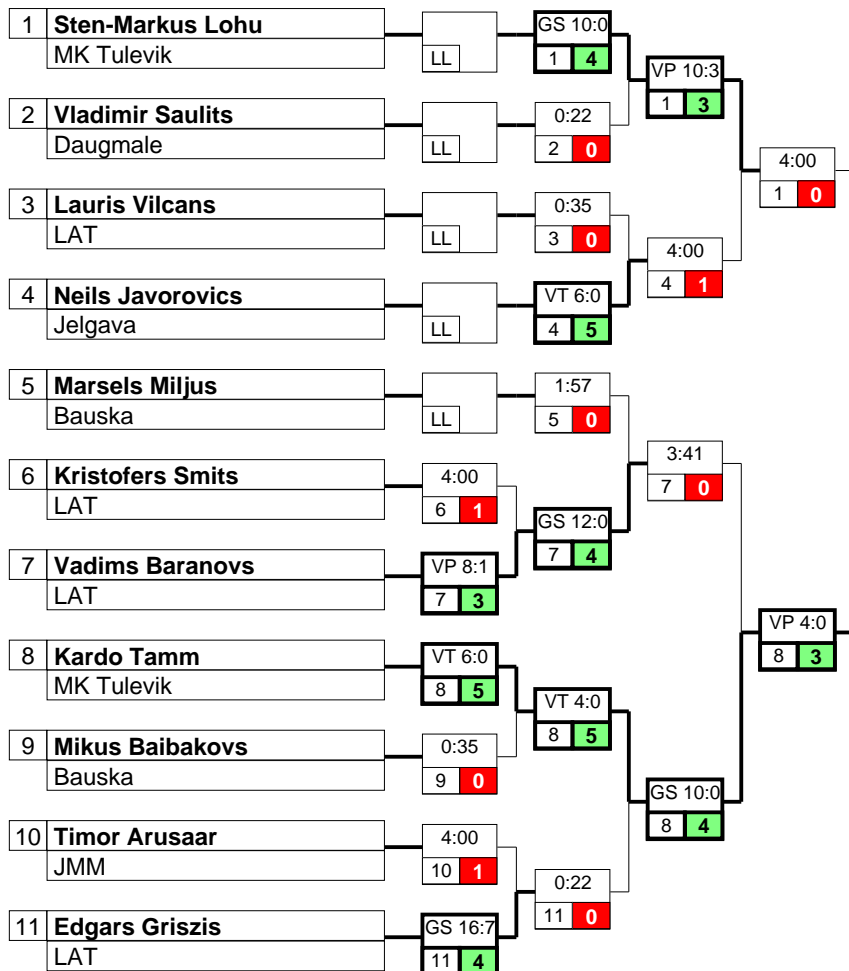 1 Sten-Markus Lohu GS 10:0
MK Tulevik LL 1 4 VP 10:3
1 3
2 Vladimir Saulits 0:22
Daugmale LL 2 0 4:00
1 0
3 Lauris Vilcans 0:35
LAT LL 3 0 4:00
4 1
4 Neils Javorovics VT 6:0
Jelgava LL 4 5
5 Marsels Miljus 1:57
Bauska LL 5 0
3:41
6 Kristofers Smits 4:00 7 0
LAT 6 1 GS 12:0
7 4
7 Vadims Baranovs VP 8:1
LAT 7 3
VP 4:0
8 Kardo Tamm VT 6:0 8 3
MK Tulevik 8 5 VT 4:0
8 5
9 Mikus Baibakovs 0:35
Bauska 9 0 GS 10:0
8 4
10 Timor Arusaar 4:00
JMM 10 1 0:22
11 0
11 Edgars Griszis GS 16:7
LAT 11 4